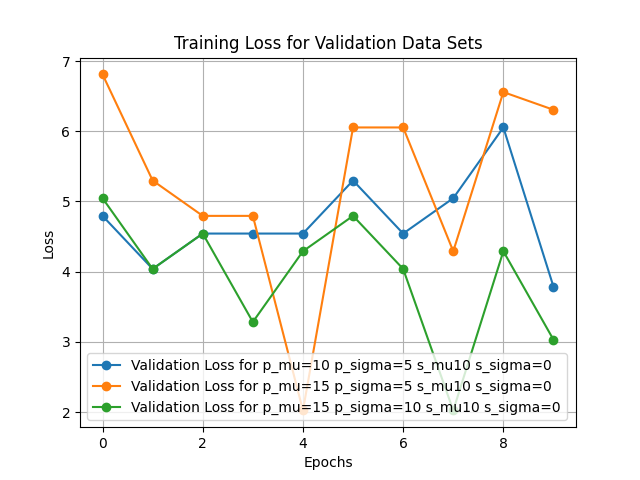 Training Loss for Validation Data Sets
7
6
5
4
3
2
Loss
Validation Loss for p_mu=10 p_sigma=5 s_mu10 s_sigma=0
Validation Loss for p_mu=15 p_sigma=5 s_mu10 s_sigma=0
Validation Loss for p_mu=15 p_sigma=10 s_mu10 s_sigma=0
0 2 4 6 8
Epochs